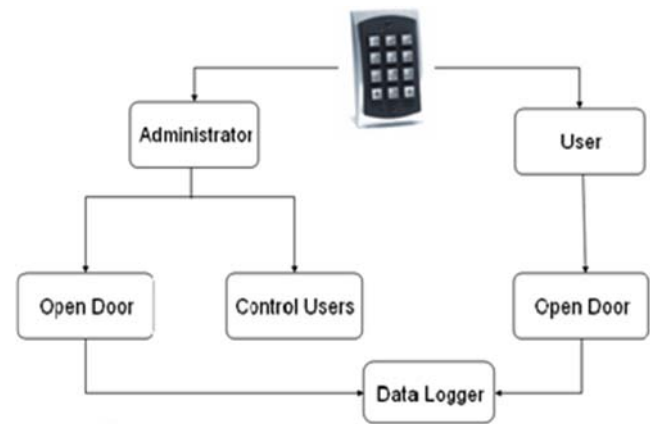 Administrator
User
Open Door
Control Users
Open Door
Data Logger